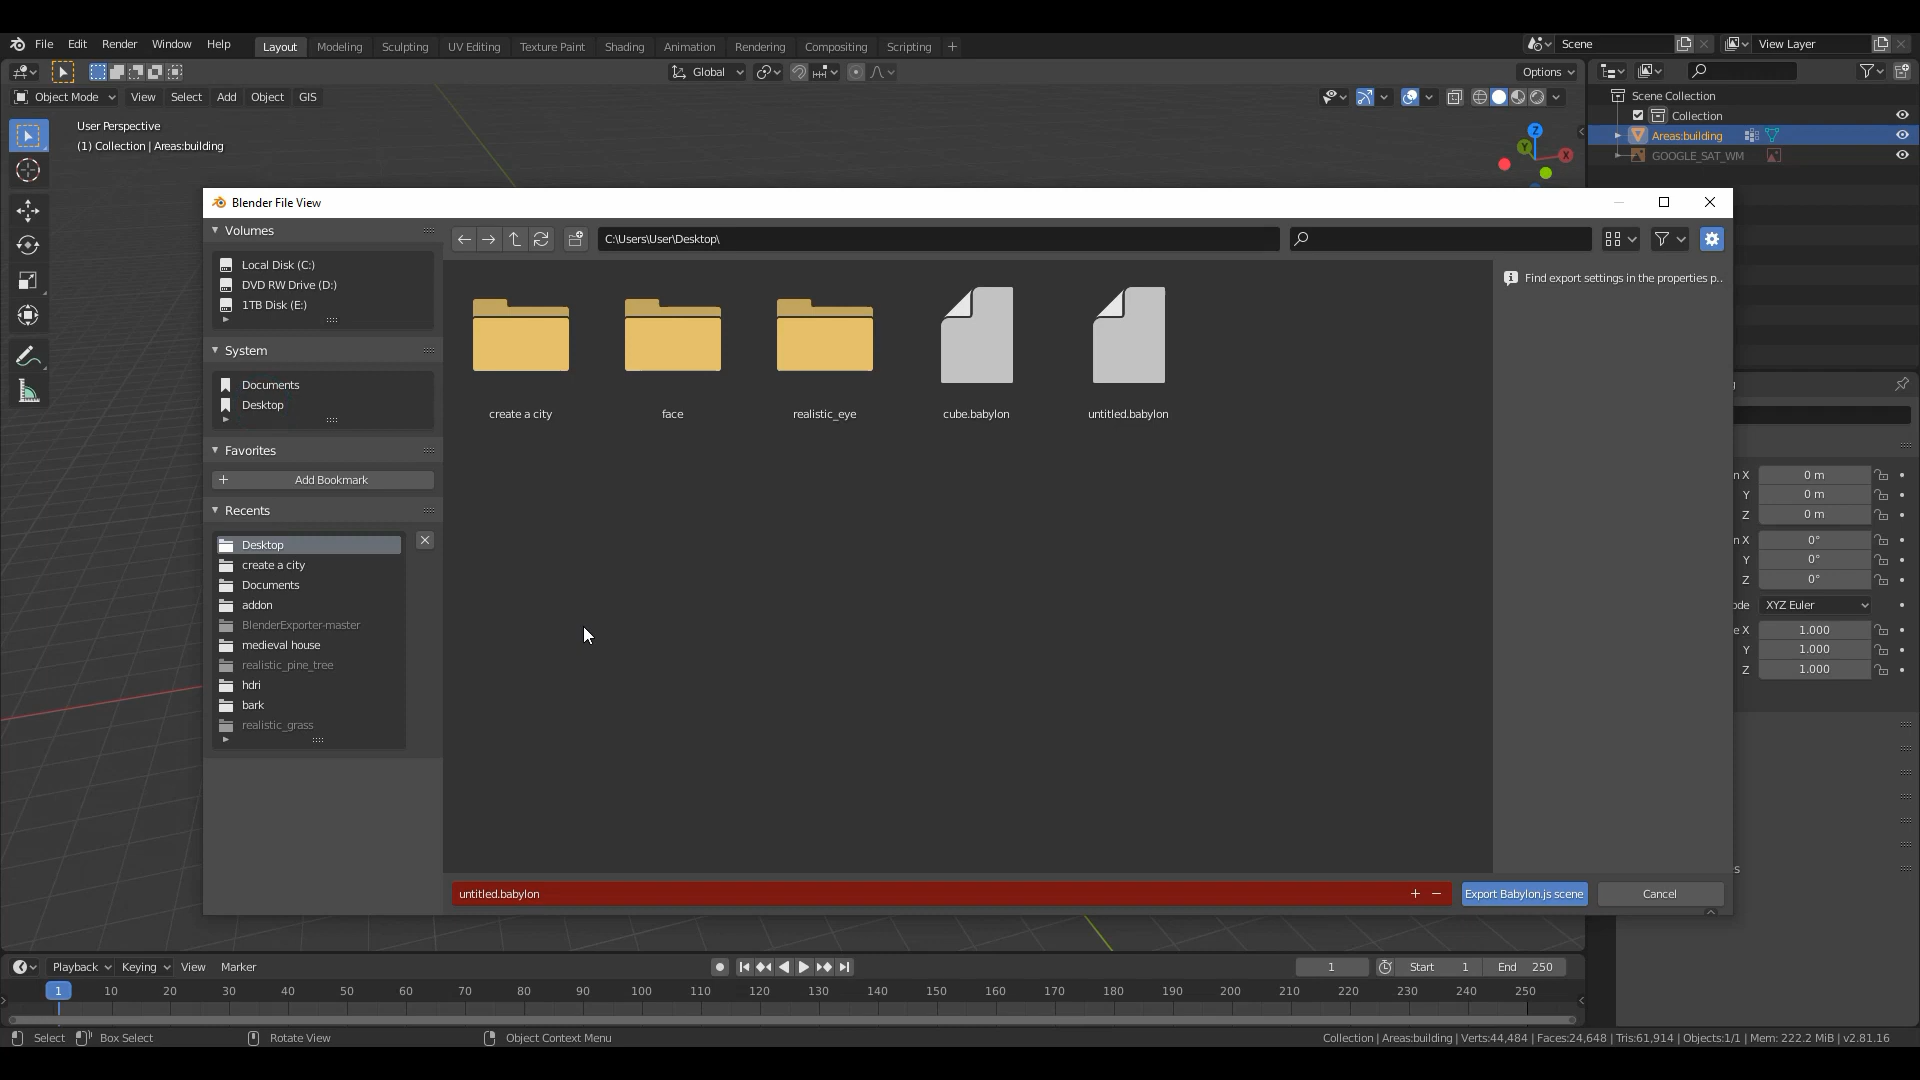 File Edit Render Window Help Layout Modeling Sculpting UV Editing Texture Paint Shading Animation Rendering Compositing Scripting + Scene View Layer
Global Options
Object Mode View Select Add Object GIS
User Perspective
(1) Collection | Areas:building
Z
Y
X
Scene Collection
Collection
Areas:building
GOOGLE_SAT_WM
Blender File View
Volumes
C:\Users\User\Desktop\
Local Disk (C:)
DVD RW Drive (D:)
1TB Disk (E:)
Find export settings in the properties p..
System
Documents
Desktop
create a city
face
realistic_eye
cube.babylon
untitled.babylon
Favorites
+ Add Bookmark
Recents
Desktop
create a city
Documents
addon
BlenderExporter-master
medieval house
realistic_pine_tree
hdri
bark
realistic_grass
n X 0 m
Y 0 m
Z 0 m
n X 0°
Y 0°
Z 0°
ode XYZ Euler
e X 1.000
Y 1.000
Z 1.000
s
untitled.babylon + − Export Babylon.js scene Cancel
Playback Keying View Marker 1 Start 1 End 250
1 10 20 30 40 50 60 70 80 90 100 110 120 130 140 150 160 170 180 190 200 210 220 230 240 250
Select Box Select Rotate View Object Context Menu Collection | Areas:building | Verts:44,484 | Faces:24,648 | Tris:61,914 | Objects:1/1 | Mem: 222.2 MiB | v2.81.16